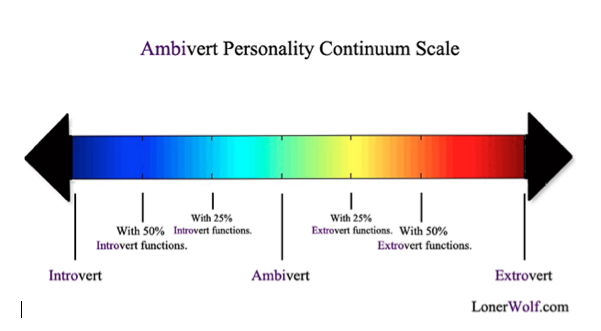 Ambivert Personality Continuum Scale
With 50%
Introvert functions.
With 25%
Introvert functions.
With 25%
Extrovert functions.
With 50%
Extrovert functions.
Introvert
Ambivert
Extrovert
LonerWolf.com